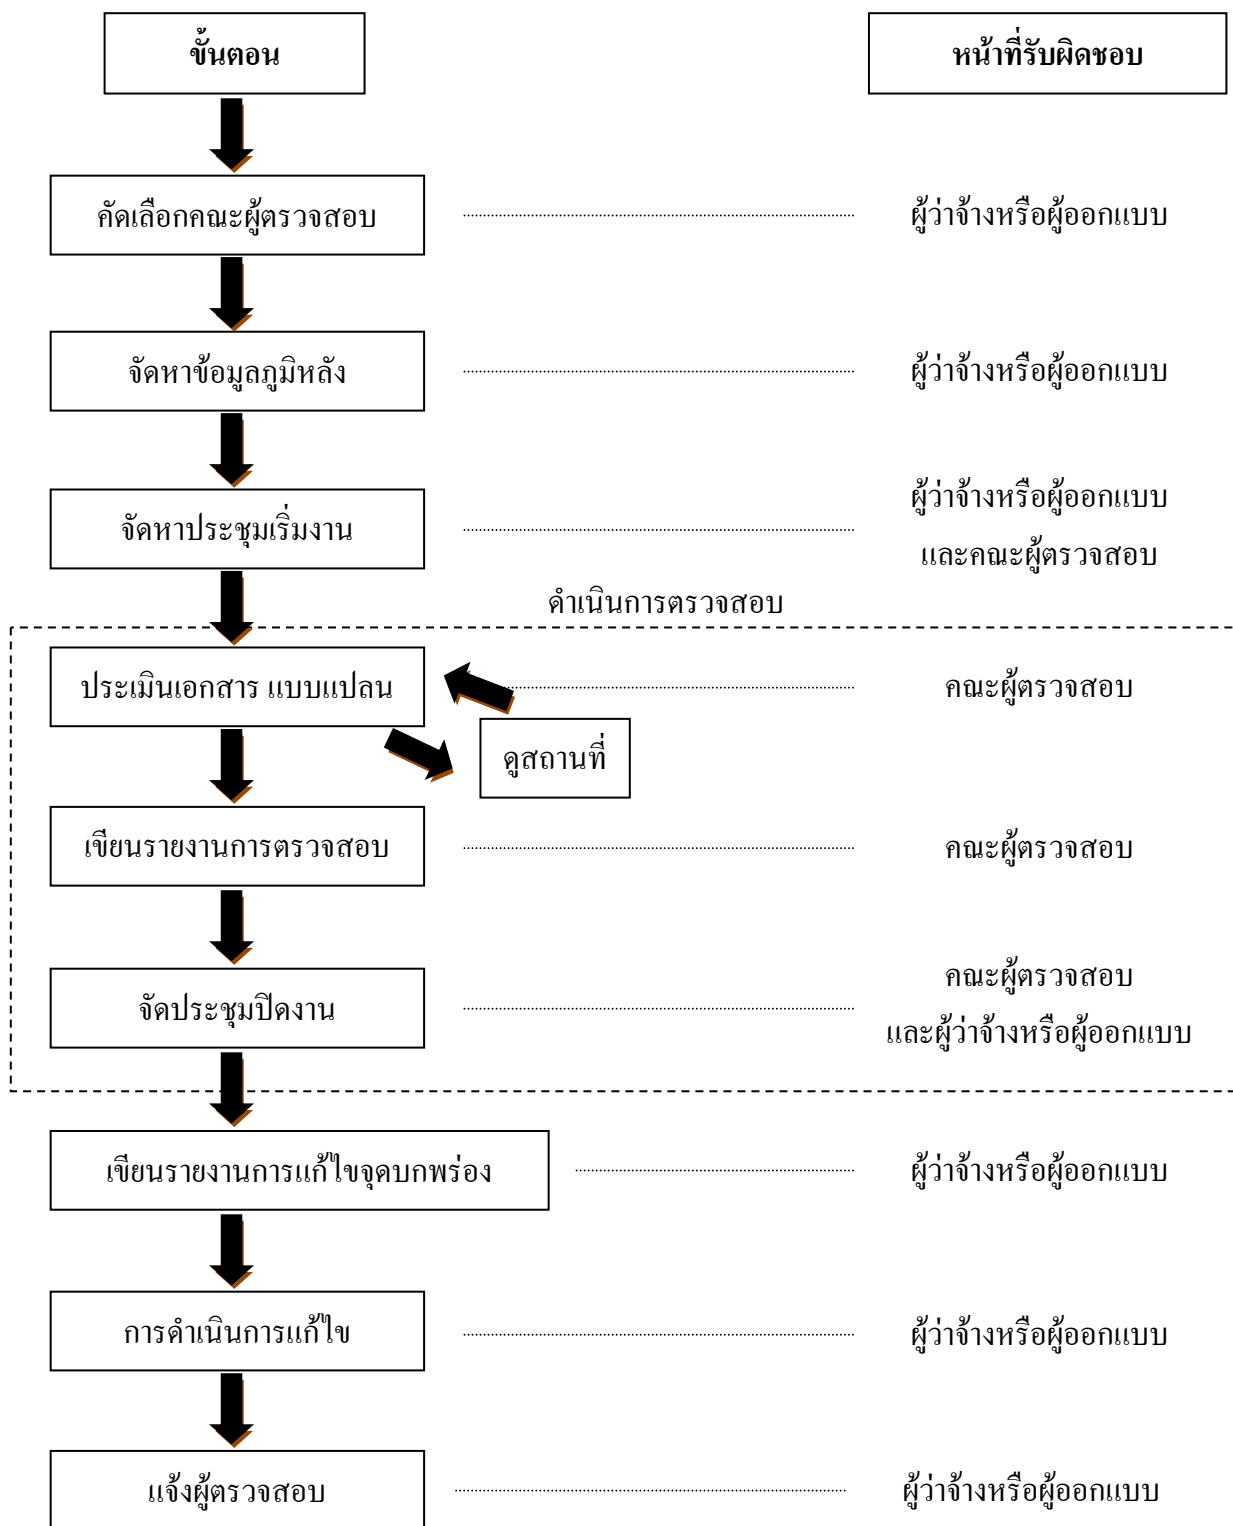 ขั้นตอน
หน้าที่รับผิดชอบ
คัดเลือกคณะผู้ตรวจสอบ
ผู้ว่าจ้างหรือผู้ออกแบบ
จัดหาข้อมูลภูมิหลัง
ผู้ว่าจ้างหรือผู้ออกแบบ
จัดหาประชุมเริ่มงาน
ผู้ว่าจ้างหรือผู้ออกแบบ
และคณะผู้ตรวจสอบ
ดำเนินการตรวจสอบ
ประเมินเอกสาร แบบแปลน
คณะผู้ตรวจสอบ
ดูสถานที่
เขียนรายงานการตรวจสอบ
คณะผู้ตรวจสอบ
จัดประชุมปิดงาน
คณะผู้ตรวจสอบ
และผู้ว่าจ้างหรือผู้ออกแบบ
เขียนรายงานการแก้ไขจุดบกพร่อง
ผู้ว่าจ้างหรือผู้ออกแบบ
การดำเนินการแก้ไข
ผู้ว่าจ้างหรือผู้ออกแบบ
แจ้งผู้ตรวจสอบ
ผู้ว่าจ้างหรือผู้ออกแบบ